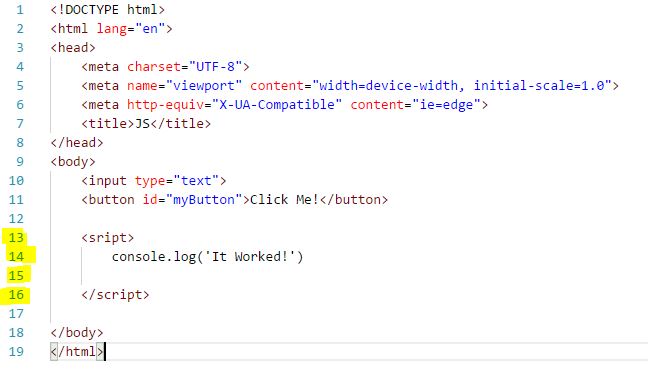 1 <!DOCTYPE html>
2 <html lang="en">
3 <head>
4     <meta charset="UTF-8">
5     <meta name="viewport" content="width=device-width, initial-scale=1.0">
6     <meta http-equiv="X-UA-Compatible" content="ie=edge">
7     <title>JS</title>
8 </head>
9 <body>
10     <input type="text">
11     <button id="myButton">Click Me!</button>
12
13     <sript>
14         console.log('It Worked!')
15
16     </script>
17
18 </body>
19 </html>